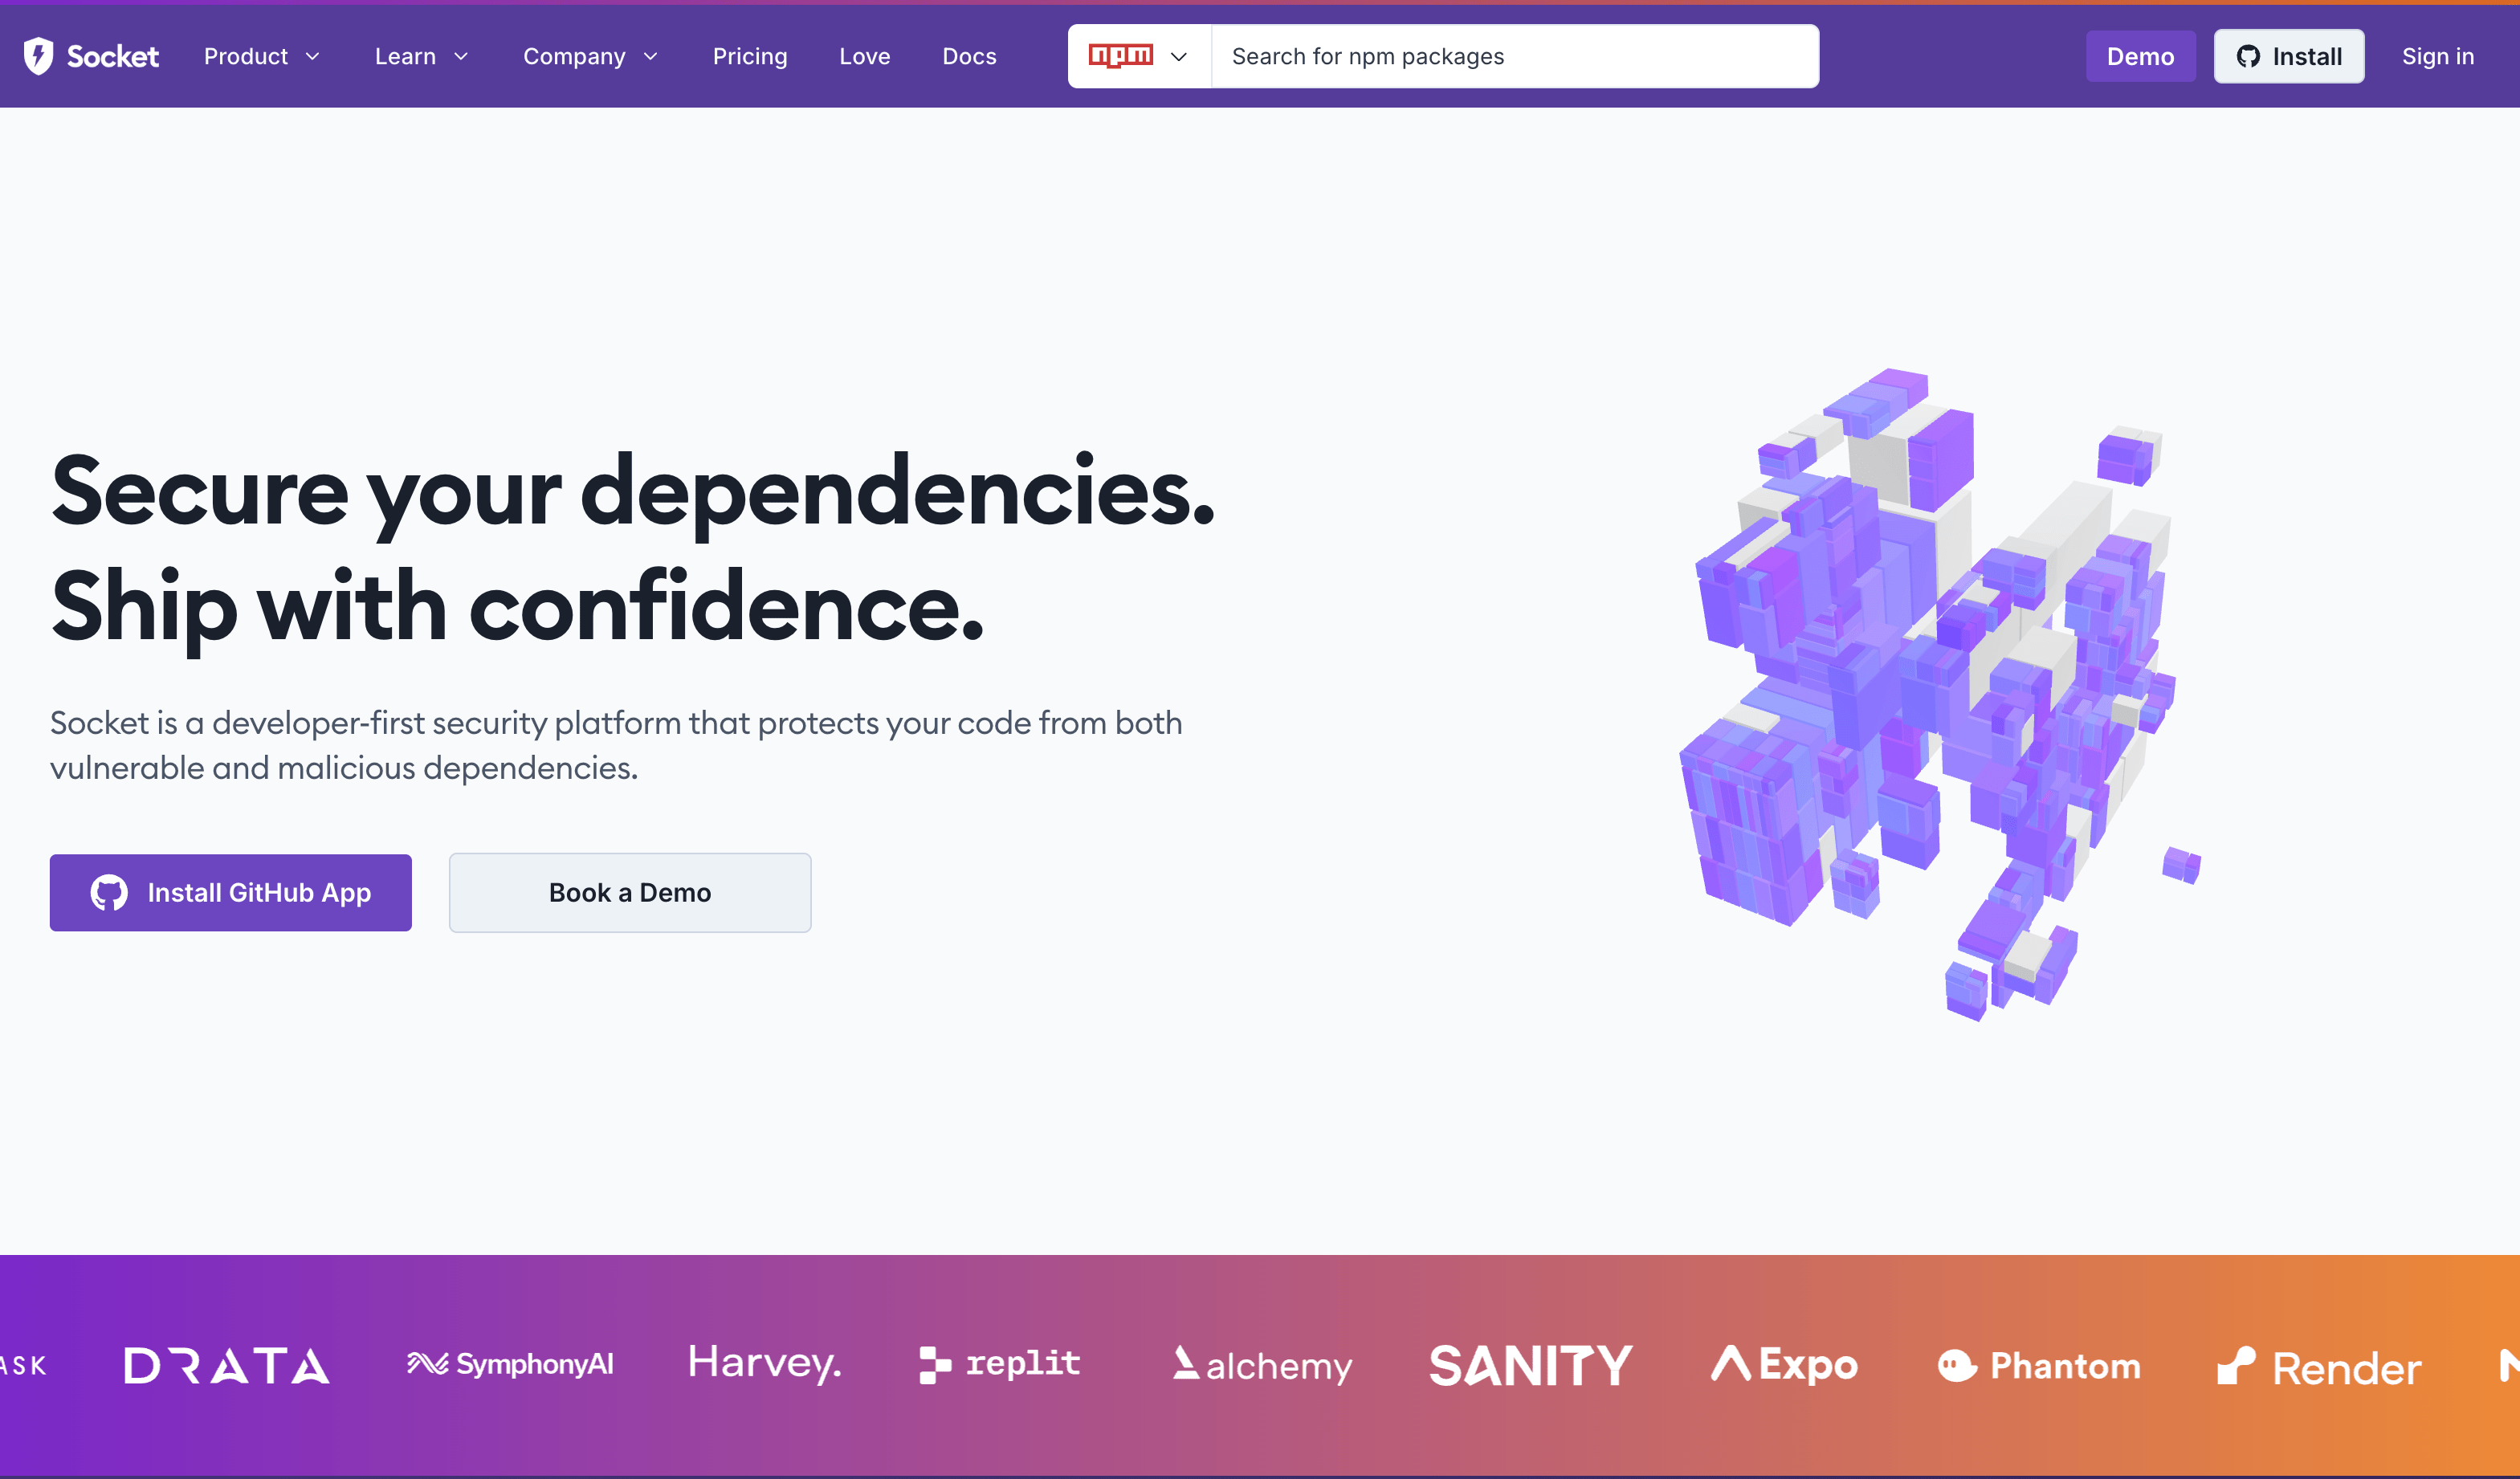 Socket
Product
Learn
Company
Pricing
Love
Docs
npm
Search for npm packages
Demo
Install
Sign in
Secure your dependencies.
Ship with confidence.
Socket is a developer-first security platform that protects your code from both
vulnerable and malicious dependencies.
Install GitHub App
Book a Demo
ASK
DRATA
SymphonyAI
Harvey.
replit
alchemy
SANITY
Expo
Phantom
Render